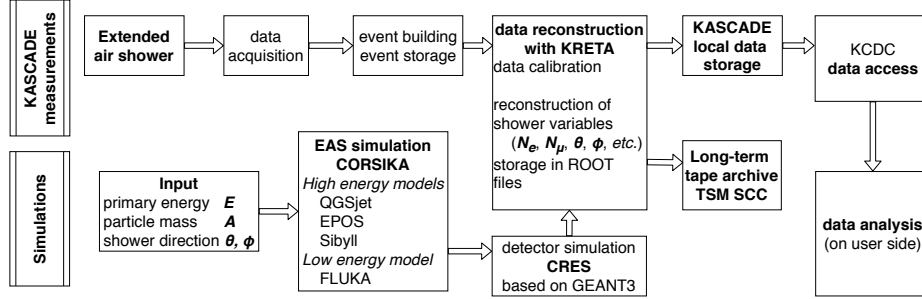 KASCADE
measurements
Extended
air shower
data
acquisition
event building
event storage
data reconstruction
with KRETA
data calibration
reconstruction of
shower variables
(Nₑ, Nμ, θ, ϕ, etc.)
storage in ROOT
files
KASCADE
local data
storage
KCDC
data access
Long-term
tape archive
TSM SCC
Simulations
Input
primary energy E
particle mass A
shower direction θ, ϕ
EAS simulation
CORSIKA
High energy models
QGSjet
EPOS
Sibyll
Low energy model
FLUKA
detector simulation
CRES
based on GEANT3
data analysis
(on user side)